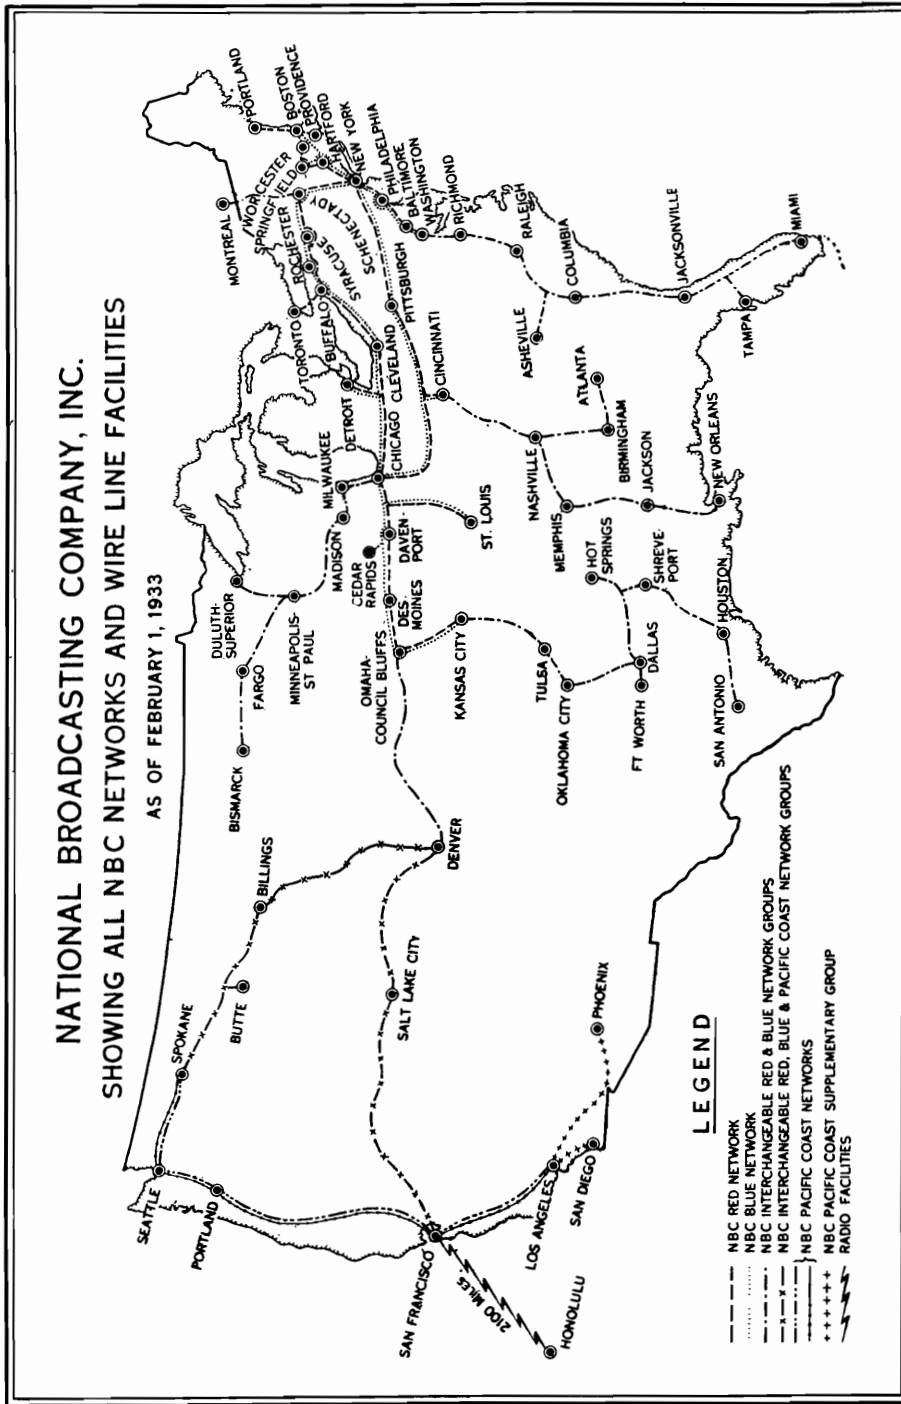 NATIONAL BROADCASTING COMPANY, INC.
SHOWING ALL NBC NETWORKS AND WIRE LINE FACILITIES
AS OF FEBRUARY 1, 1933
SEATTLE
PORTLAND
SPOKANE
BUTTE
BILLINGS
SAN FRANCISCO
2100 MILES.
HONOLULU
LOS ANGELES
SAN DIEGO
PHOENIX
SALT LAKE CITY
DENVER
BISMARCK
FARGO
DULUTH-
SUPERIOR
MINNEAPOLIS-
ST PAUL
OMAHA-
COUNCIL BLUFFS
DES-
MOINES
CEDAR
RAPIDS
DAVEN-
PORT
MADISON
MILWAUKEE
CHICAGO
DETROIT
CLEVELAND
KANSAS CITY
ST. LOUIS
TULSA
OKLAHOMA CITY
FT WORTH
DALLAS
HOT
SPRINGS
SHREVE-
PORT
SAN ANTONIO
HOUSTON
NEW ORLEANS
JACKSON
MEMPHIS
NASHVILLE
BIRMINGHAM
ATLANTA
CINCINNATI
PITTSBURGH
TORONTO
BUFFALO
ROCHESTER
SYRACUSE
SCHENECTADY
MONTREAL
SPRINGFIELD
WORCESTER
PORTLAND
BOSTON
PROVIDENCE
HARTFORD
NEW YORK
PHILADELPHIA
BALTIMORE
WASHINGTON
RICHMOND
RALEIGH
ASHEVILLE
COLUMBIA
JACKSONVILLE
TAMPA
MIAMI
LEGEND
NBC RED NETWORK
NBC BLUE NETWORK
NBC INTERCHANGEABLE RED & BLUE NETWORK GROUPS
NBC INTERCHANGEABLE RED, BLUE & PACIFIC COAST NETWORK GROUPS
NBC PACIFIC COAST NETWORKS
NBC PACIFIC COAST SUPPLEMENTARY GROUP
RADIO FACILITIES